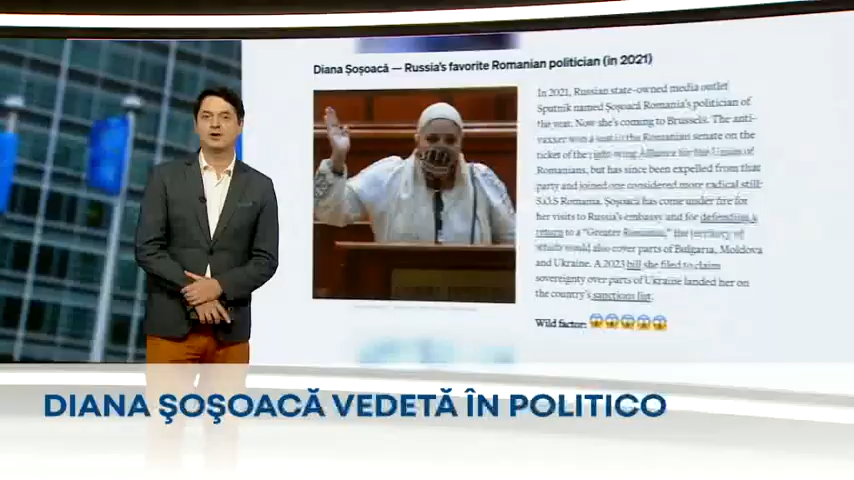 Diana Șoșoacă — Russia's favorite Romanian politician (in 2021)
In 2021, Russian state-owned media outlet
Sputnik named Șoșoacă Romania's politician of
the year. Now she's coming to Brussels. The anti-
vaxxer won a seat in the Romanian senate on the
ticket of the right-wing Alliance for the Union of
Romanians, but has since been expelled from that
party and joined one considered more radical still:
S.O.S Romania. Șoșoacă has come under fire for
her visits to Russia's embassy and for defending a
return to a "Greater Romania," the territory of
which would also cover parts of Bulgaria, Moldova
and Ukraine. A 2023 bill she filed to claim
sovereignty over parts of Ukraine landed her on
the country's sanctions list.
Wild factor:
DIANA ŞOŞOACĂ VEDETĂ ÎN POLITICO